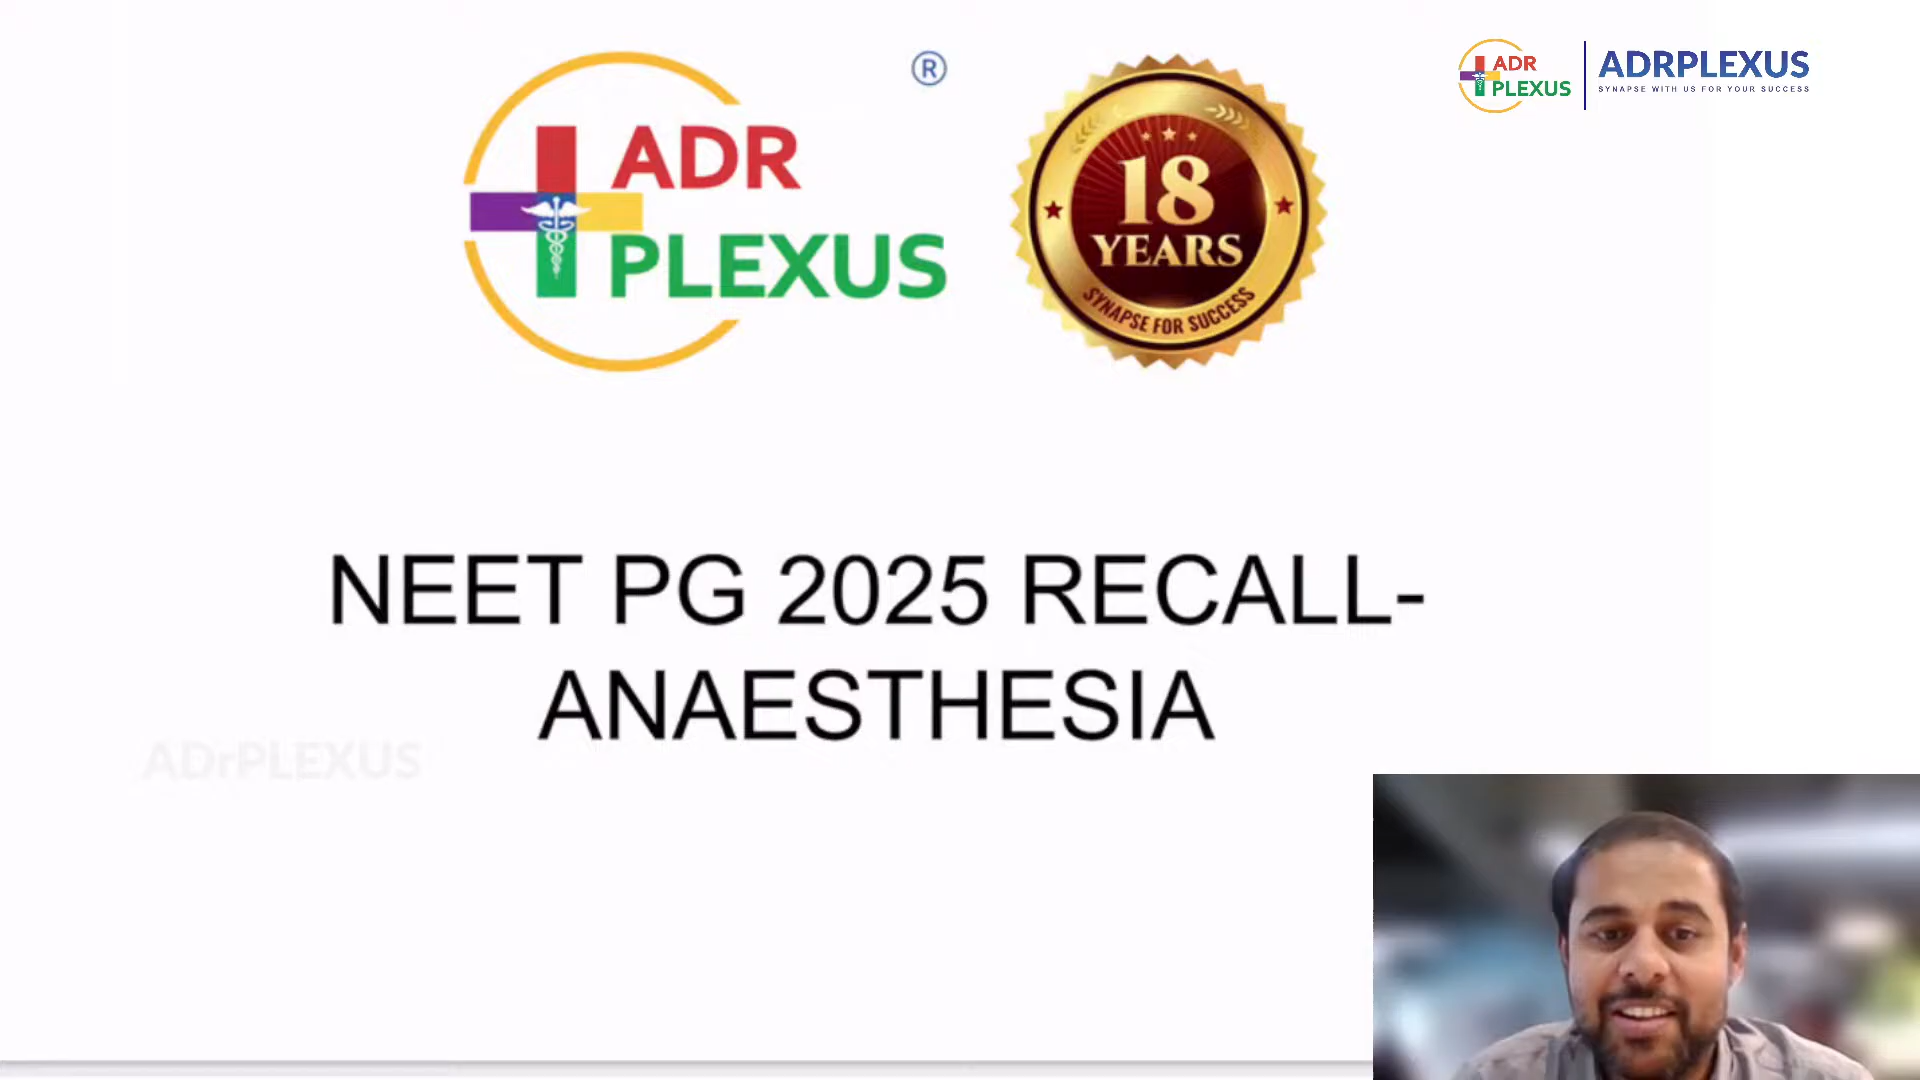 ®
ADR
PLEXUS
18
YEARS
SYNAPSE FOR SUCCESS
ADR
PLEXUS
ADRPLEXUS
SYNAPSE WITH US FOR YOUR SUCCESS
NEET PG 2025 RECALL-
ANAESTHESIA
ADrPLEXUS